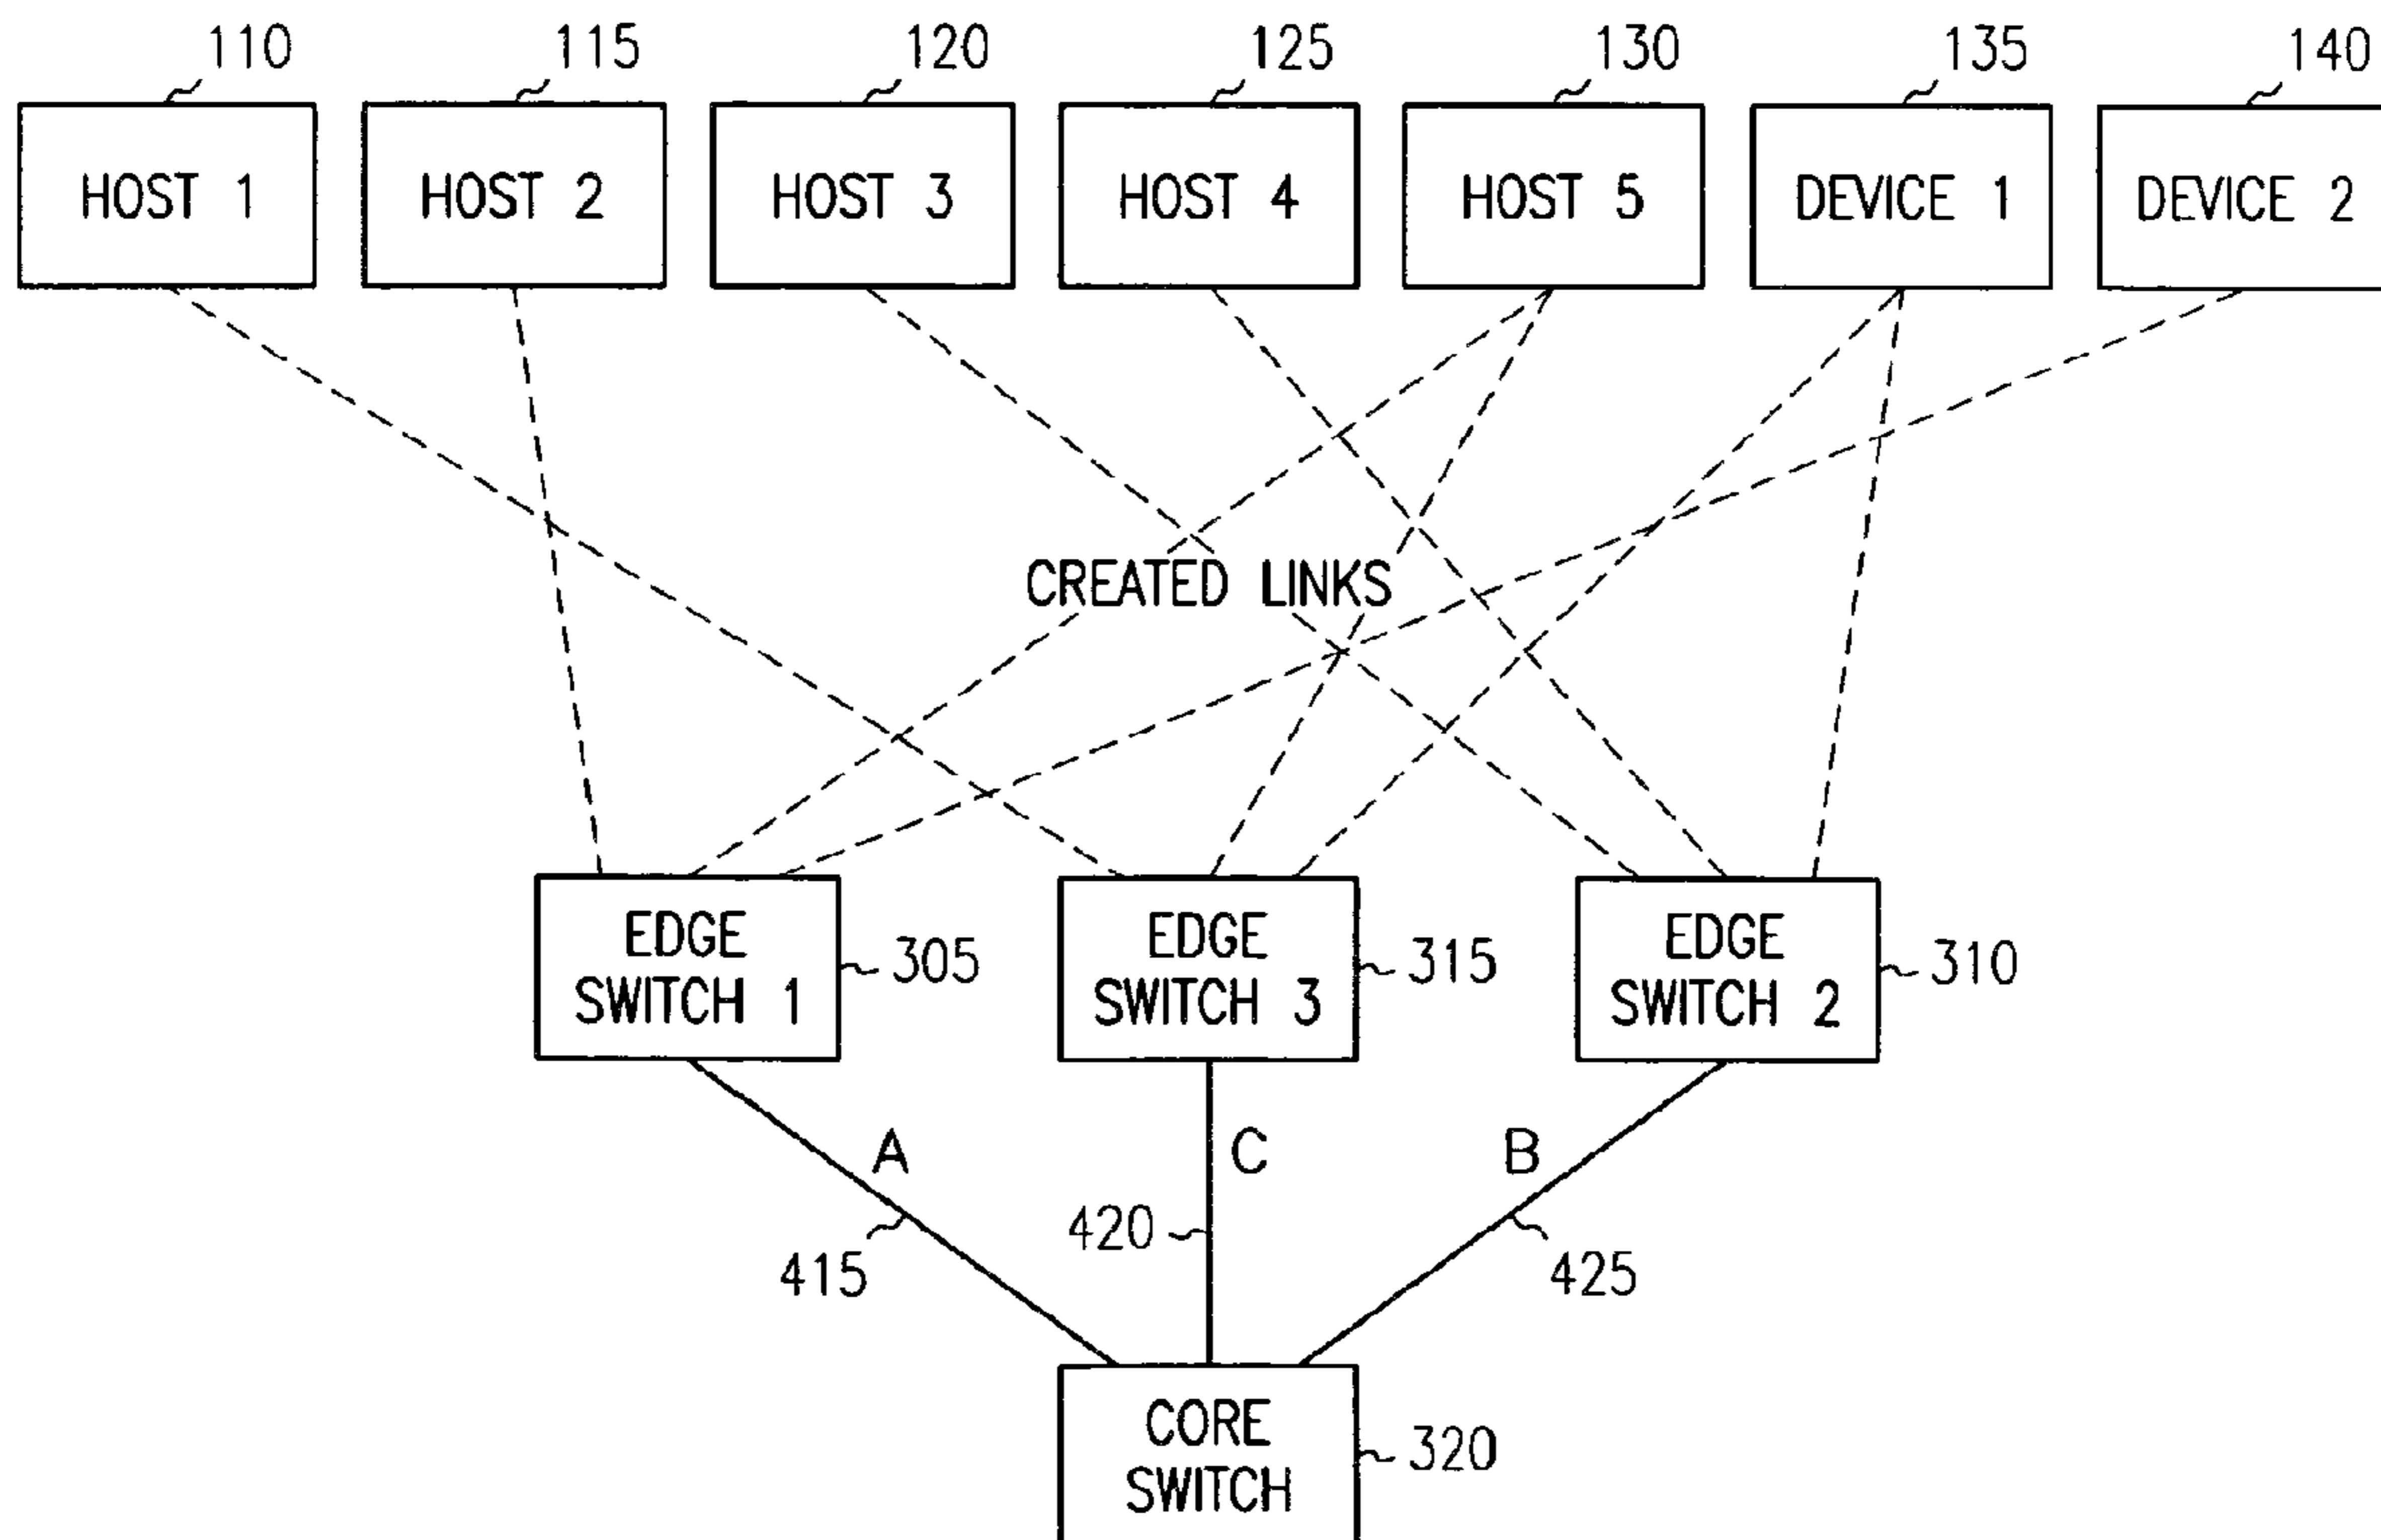 110 115 120 125 130 135 140
HOST 1 HOST 2 HOST 3 HOST 4 HOST 5 DEVICE 1 DEVICE 2
CREATED LINKS
EDGE
SWITCH 1
305
EDGE
SWITCH 3
315
EDGE
SWITCH 2
310
A C B
415 420 425
CORE
SWITCH
320